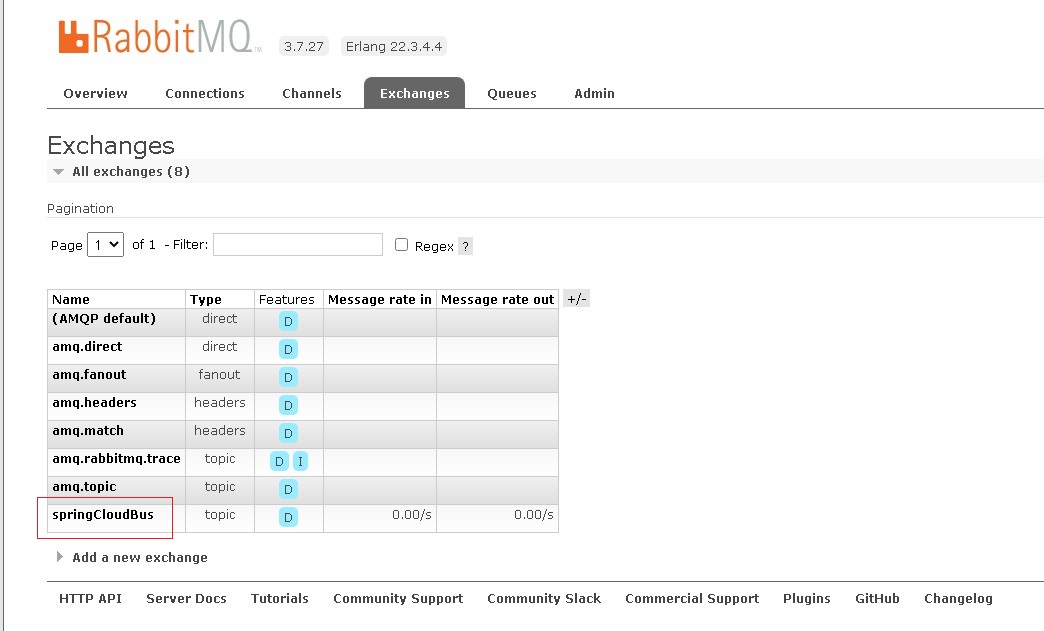 RabbitMQ TM 3.7.27 Erlang 22.3.4.4
Overview Connections Channels Exchanges Queues Admin
Exchanges
All exchanges (8)
Pagination
Page 1 of 1 - Filter: Regex ?
Name Type Features Message rate in Message rate out +/-
(AMQP default) direct D
amq.direct direct D
amq.fanout fanout D
amq.headers headers D
amq.match headers D
amq.rabbitmq.trace topic D I
amq.topic topic D
springCloudBus topic D 0.00/s 0.00/s
Add a new exchange
HTTP API Server Docs Tutorials Community Support Community Slack Commercial Support Plugins GitHub Changelog